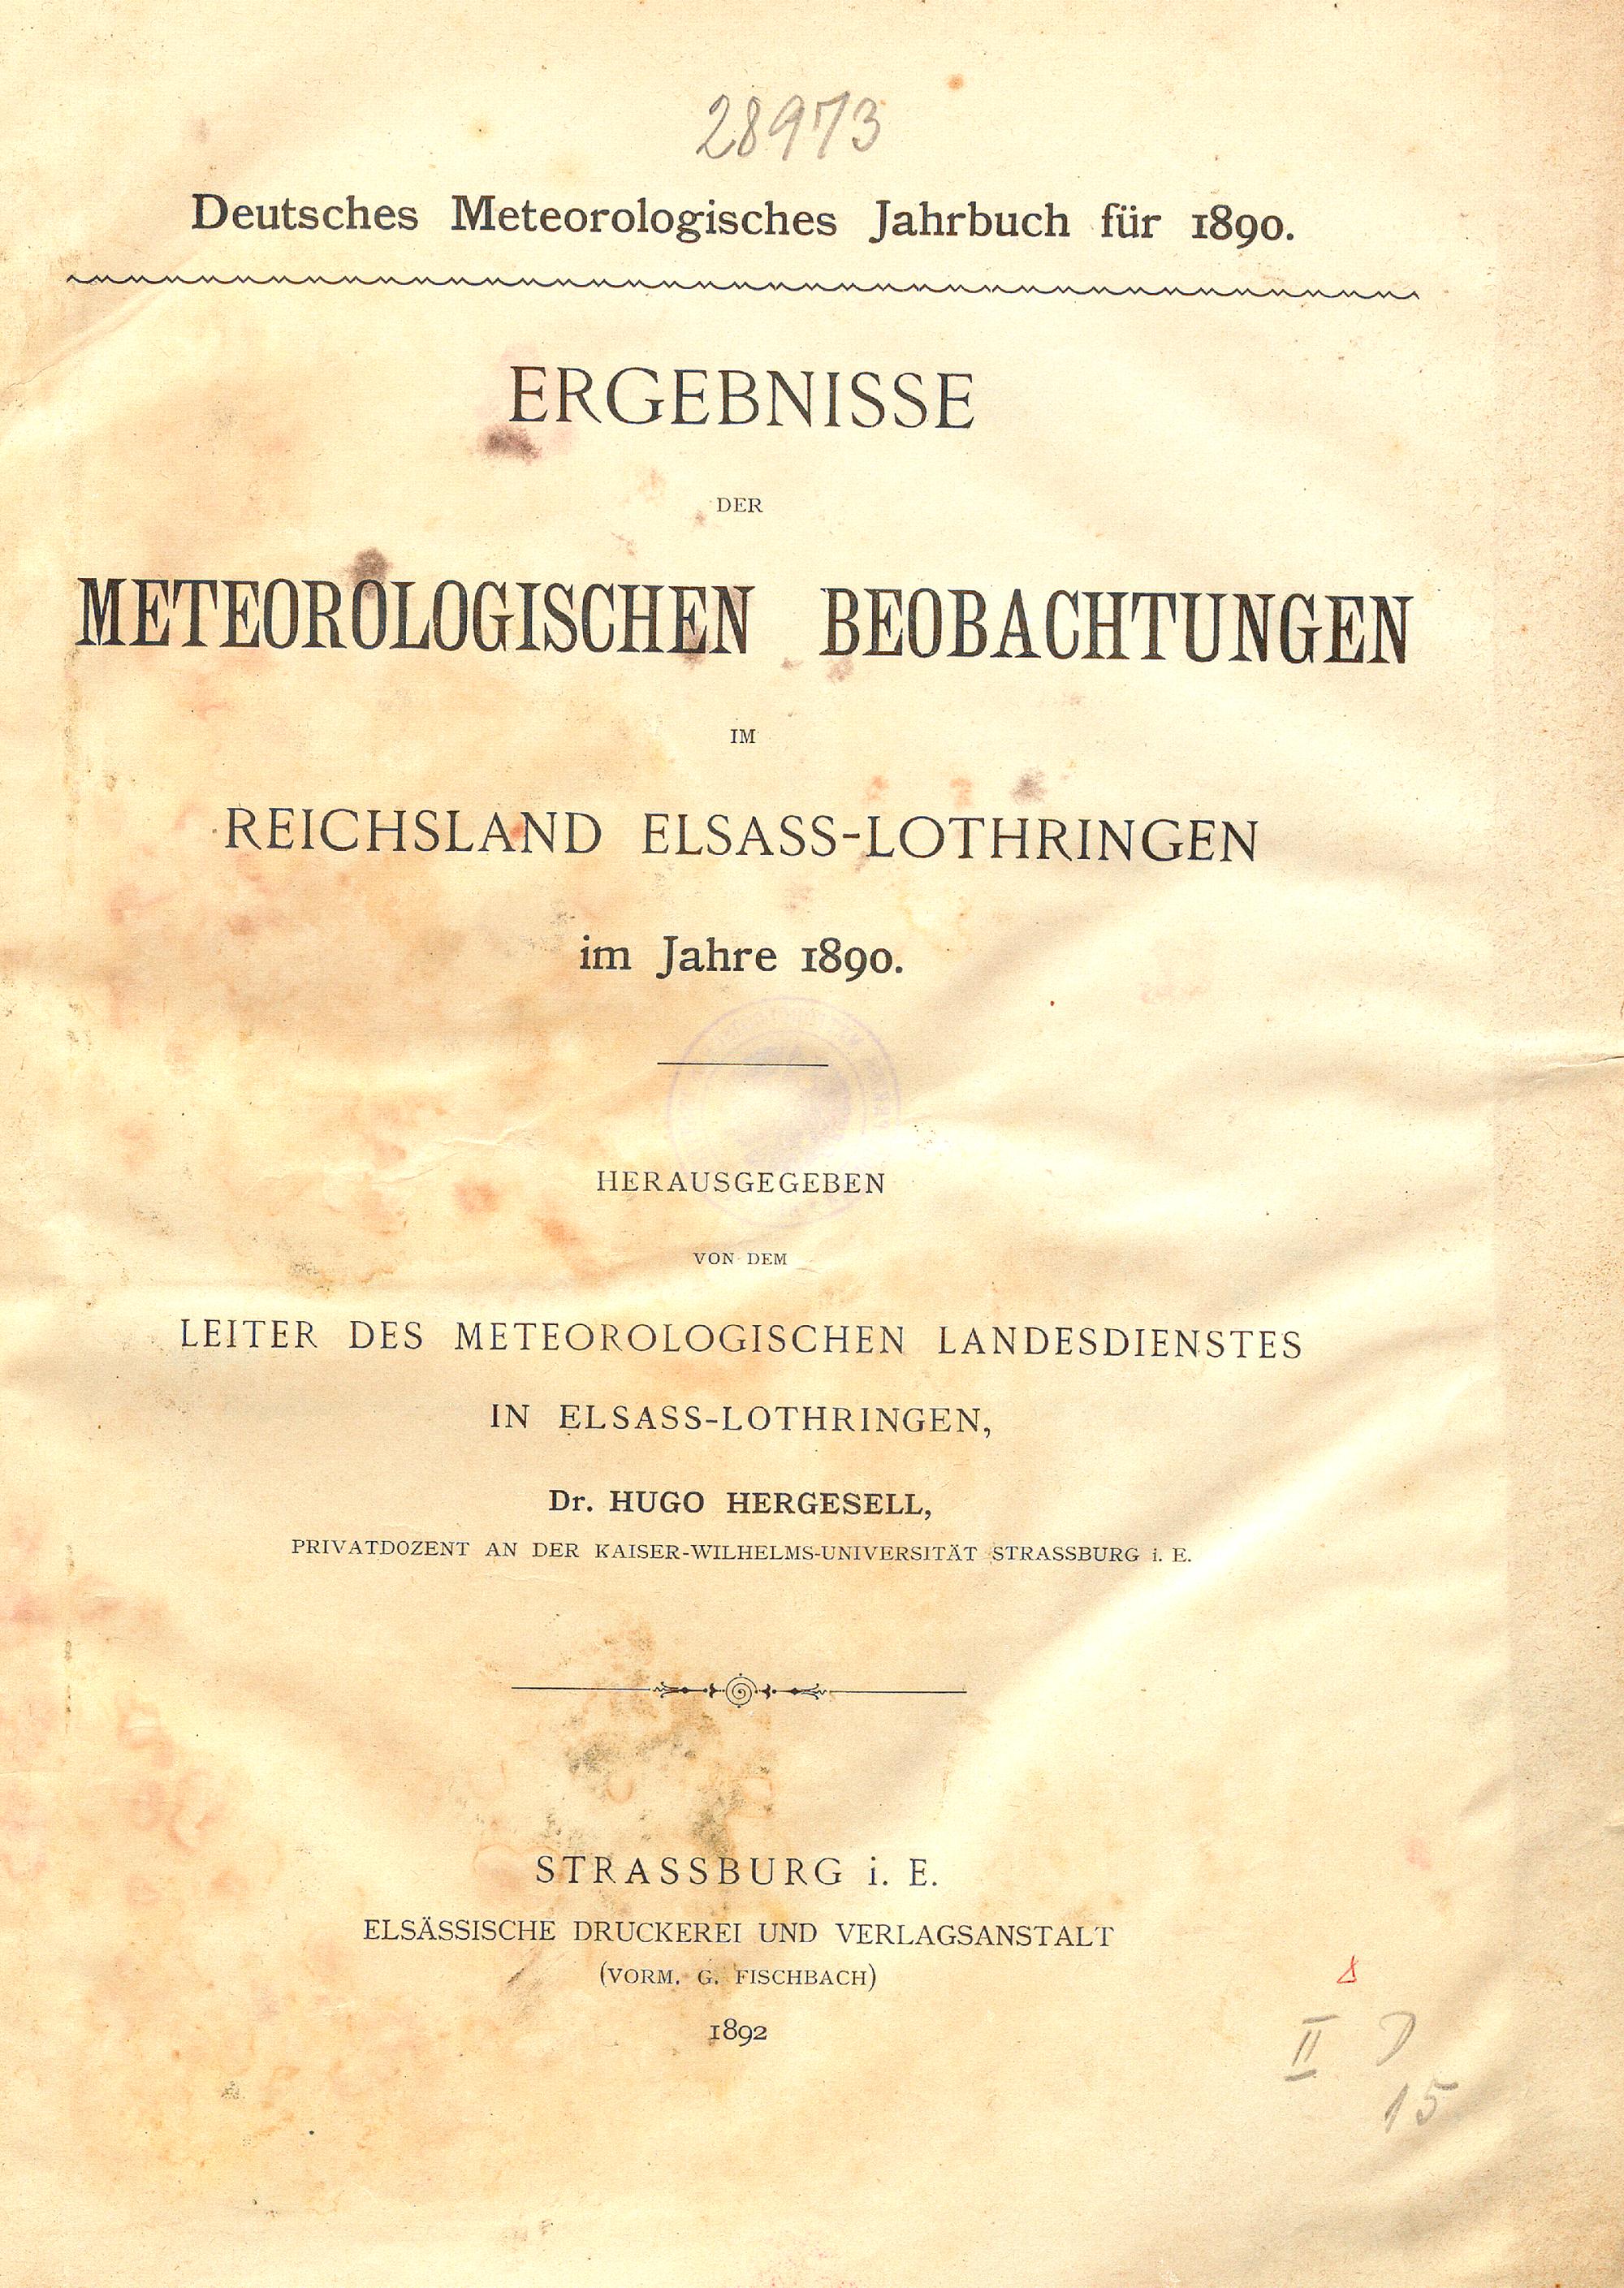 28973
Deutsches Meteorologisches Jahrbuch für 1890.
ERGEBNISSE
DER
METEOROLOGISCHEN BEOBACHTUNGEN
IM
REICHSLAND ELSASS-LOTHRINGEN
im Jahre 1890.
HERAUSGEGEBEN
VON DEM
LEITER DES METEOROLOGISCHEN LANDESDIENSTES
IN ELSASS-LOTHRINGEN,
Dr. HUGO HERGESELL,
PRIVATDOZENT AN DER KAISER-WILHELMS-UNIVERSITÄT STRASSBURG i. E.
STRASSBURG i. E.
ELSÄSSISCHE DRUCKEREI UND VERLAGSANSTALT
(VORM. G. FISCHBACH)
1892
II
15